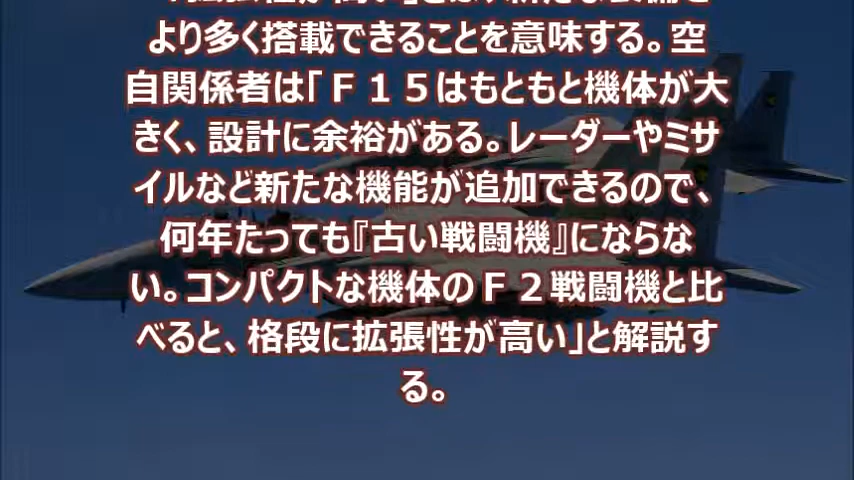 より多く搭載できることを意味する。空
自関係者は「Ｆ１５はもともと機体が大
きく、設計に余裕がある。レーダーやミサ
イルなど新たな機能が追加できるので、
何年たっても『古い戦闘機』にならな
い。コンパクトな機体のＦ２戦闘機と比
べると、格段に拡張性が高い」と解説す
る。